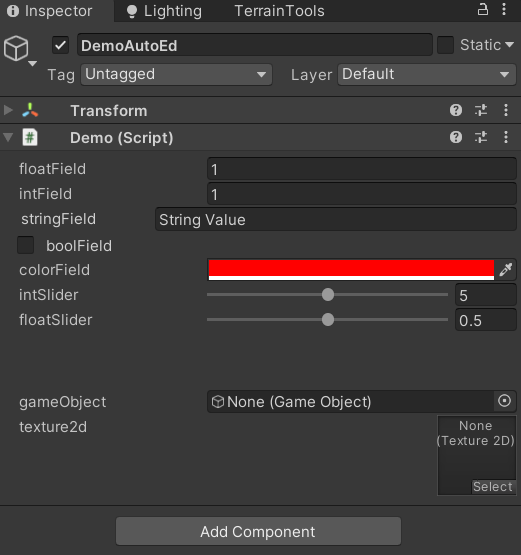 Inspector Lighting TerrainTools
DemoAutoEd Static
Tag Untagged Layer Default
Transform
# Demo (Script)
floatField 1
intField 1
stringField String Value
boolField
colorField
intSlider 5
floatSlider 0.5
gameObject None (Game Object)
texture2d None
(Texture 2D)
Select
Add Component